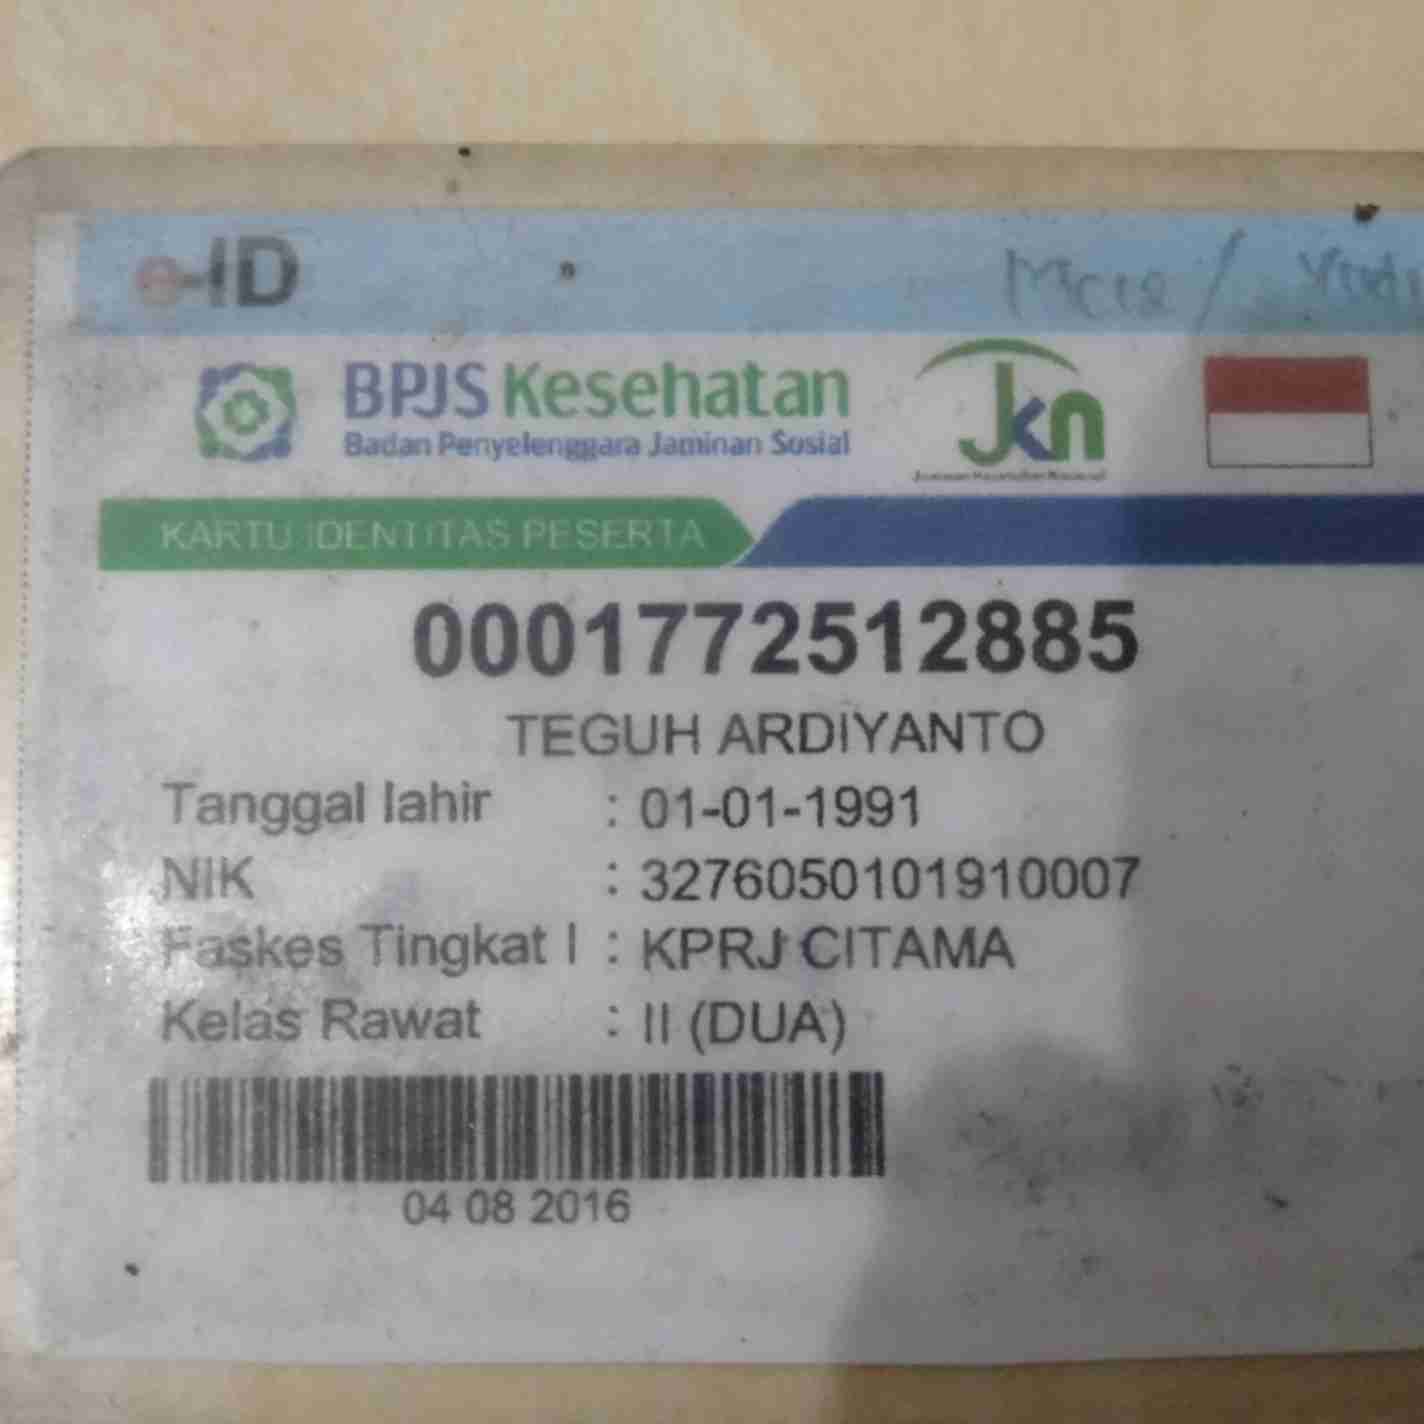 e-ID
BPJS Kesehatan
Badan Penyelenggara Jaminan Sosial
Jkn
KARTU IDENTITAS PESERTA
0001772512885
TEGUH ARDIYANTO
Tanggal lahir : 01-01-1991
NIK : 3276050101910007
Faskes Tingkat I : KPRJ CITAMA
Kelas Rawat : II (DUA)
04 08 2016